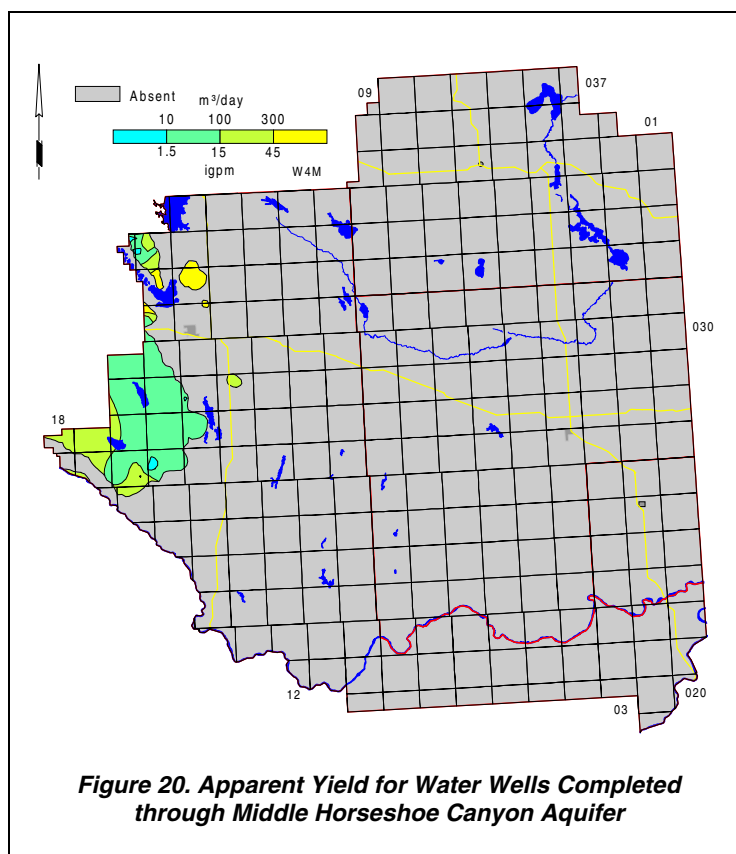 09
037
Absent
m³/day
01
10 100 300
1.5 15 45
igpm W4M
030
18
12
020
03
Figure 20. Apparent Yield for Water Wells Completed
through Middle Horseshoe Canyon Aquifer